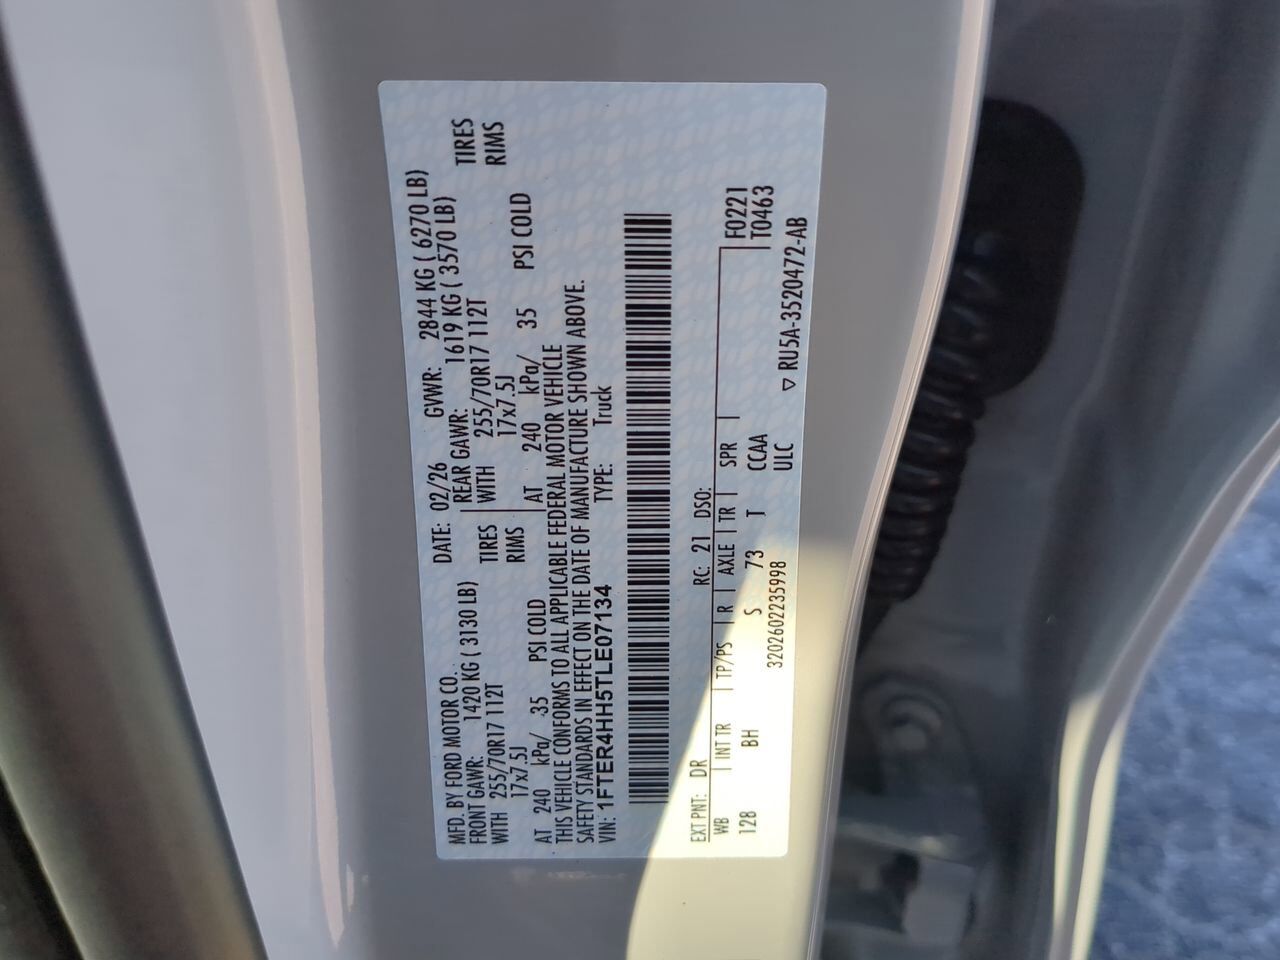 MFD. BY FORD MOTOR CO. DATE: 02/26 GVWR: 2844 KG ( 6270 LB)
FRONT GAWR: 1420 KG ( 3130 LB) REAR GAWR: 1619 KG ( 3570 LB)
WITH 255/70R17 112T TIRES WITH 255/70R17 112T TIRES
17x7.5J RIMS 17x7.5J RIMS
AT 240 kPa/ 35 PSI COLD AT 240 kPa/ 35 PSI COLD
THIS VEHICLE CONFORMS TO ALL APPLICABLE FEDERAL MOTOR VEHICLE
SAFETY STANDARDS IN EFFECT ON THE DATE OF MANUFACTURE SHOWN ABOVE.
VIN: 1FTER4HH5TLE07134 TYPE: Truck
EXT PNT: DR RC: 21 DSO:
WB INT TR TP/PS R AXLE TR SPR F0221
128 BH S 73 T CCAA T0463
3202602235998 ULC
▽ RU5A-3520472-AB